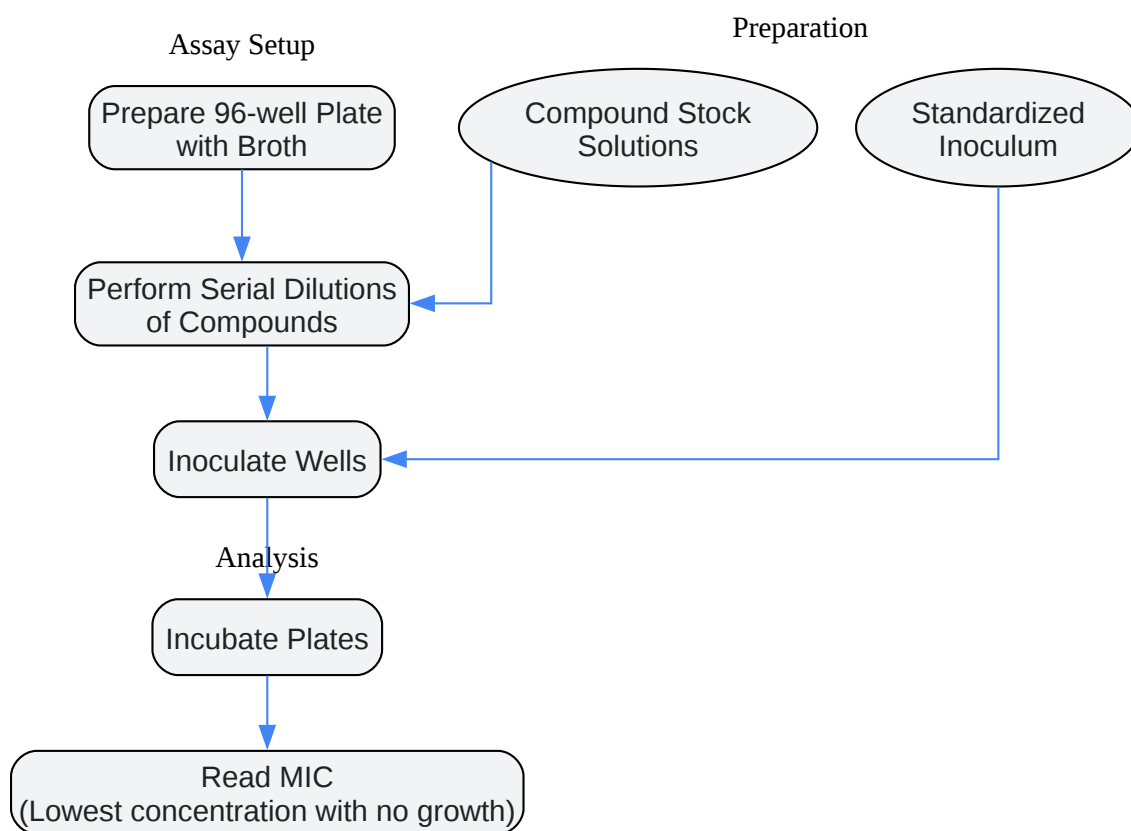 Preparation
Assay Setup
Prepare 96-well Plate
with Broth
Compound Stock
Solutions
Standardized
Inoculum
Perform Serial Dilutions
of Compounds
Inoculate Wells
Analysis
Incubate Plates
Read MIC
(Lowest concentration with no growth)